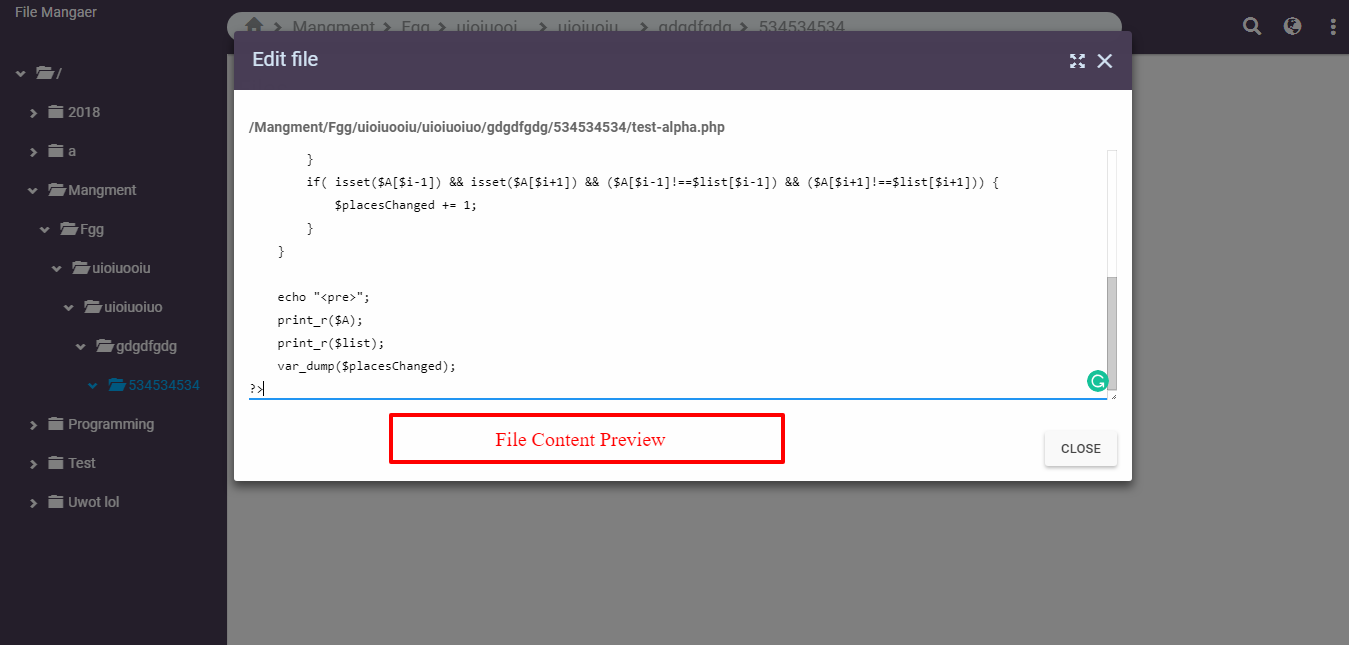 File Mangaer
Mangment Fgg uioiuooi uioiuoiu gdgdfgdg 534534534
Edit file
/
2018
a
Mangment
Fgg
uioiuooiu
uioiuoiuo
gdgdfgdg
534534534
Programming
Test
Uwot lol
/Mangment/Fgg/uioiuooiu/uioiuoiuo/gdgdfgdg/534534534/test-alpha.php
}
if( isset($A[$i-1]) && isset($A[$i+1]) && ($A[$i-1]!==$list[$i-1]) && ($A[$i+1]!==$list[$i+1])) {
$placesChanged += 1;
}
}
echo "<pre>";
print_r($A);
print_r($list);
var_dump($placesChanged);
?>
File Content Preview
CLOSE